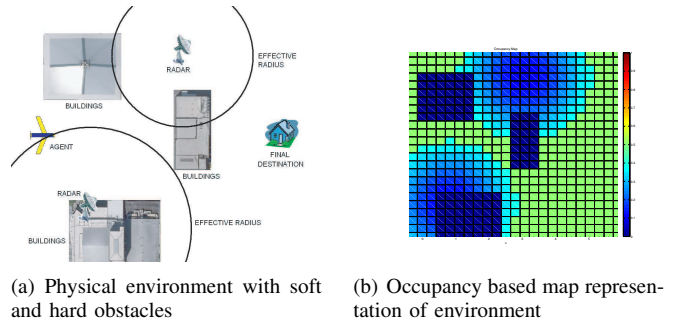 RADAR
EFFECTIVE
RADIUS
BUILDINGS
AGENT
BUILDINGS
FINAL
DESTINATION
RADAR
EFFECTIVE RADIUS
BUILDINGS
Occupancy Map
(a) Physical environment with soft
and hard obstacles
(b) Occupancy based map represen-
tation of environment